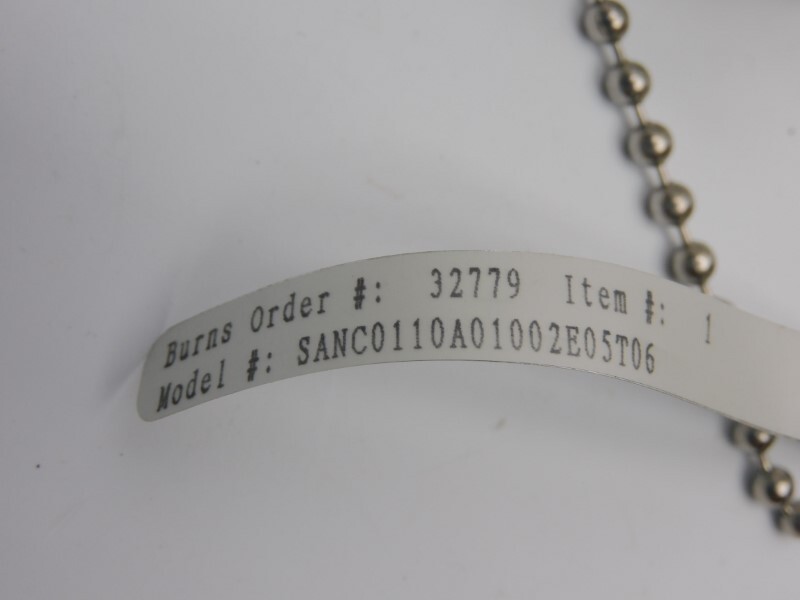 Burns Order #: 32779 Item #: 1
Model #: SANC0110A01002E05T06